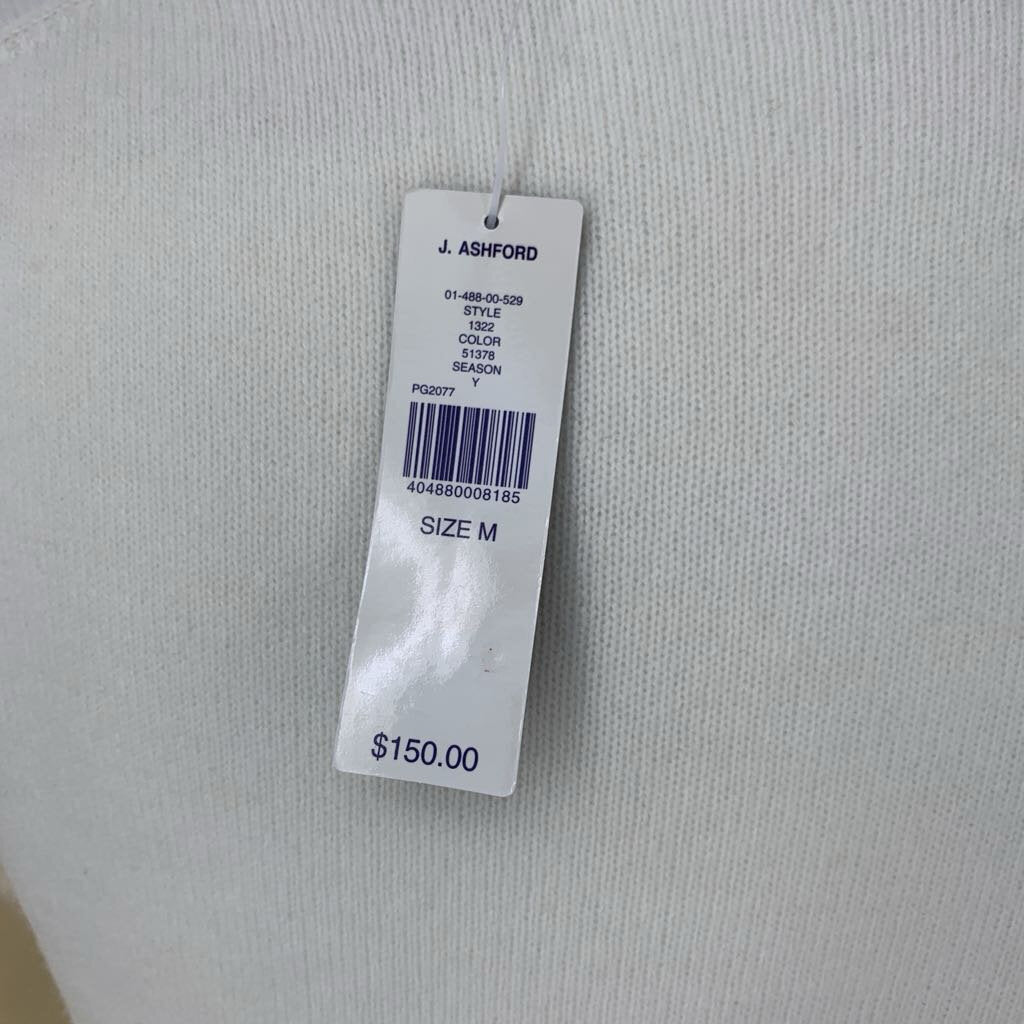 J. ASHFORD
01-488-00-529
STYLE
1322
COLOR
51378
SEASON
Y
PG2077
404880008185
SIZE M
$150.00